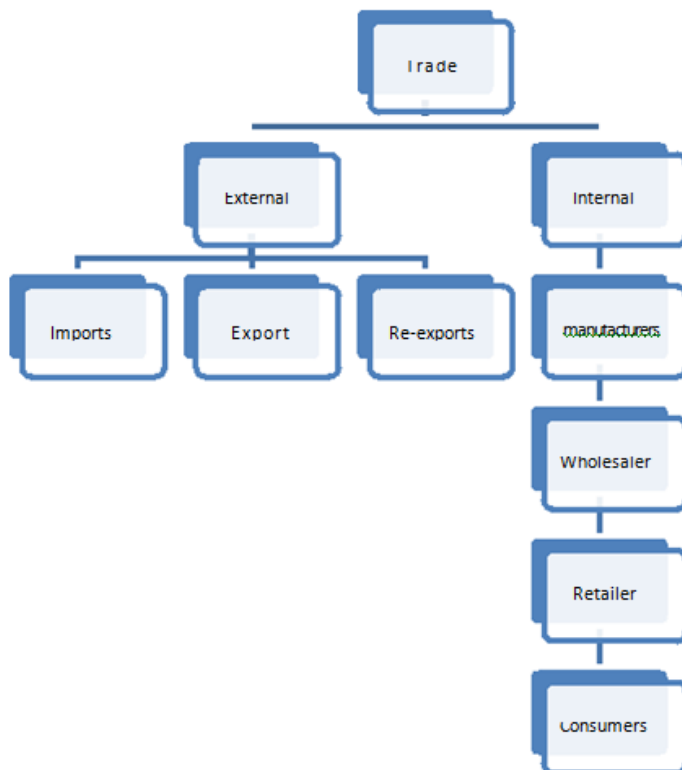 Trade
External
Internal
Imports
Export
Re-exports
manufacturers
Wholesaler
Retailer
Consumers